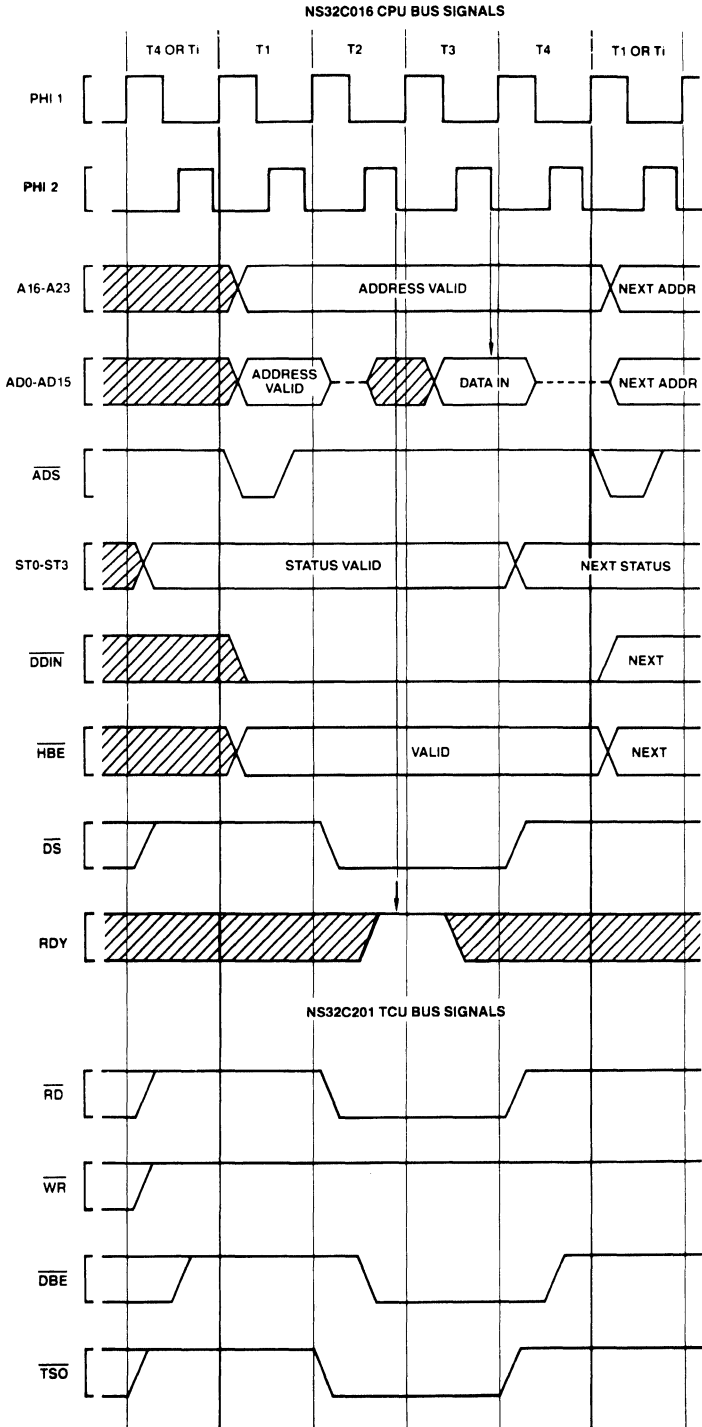 NS32C016 CPU BUS SIGNALS
T4 OR Ti T1 T2 T3 T4 T1 OR Ti
PHI 1
PHI 2
A16-A23 ADDRESS VALID NEXT ADDR
AD0-AD15 ADDRESS VALID DATA IN NEXT ADDR
ADS
ST0-ST3 STATUS VALID NEXT STATUS
DDIN NEXT
HBE VALID NEXT
DS
RDY
NS32C201 TCU BUS SIGNALS
RD
WR
DBE
TSO